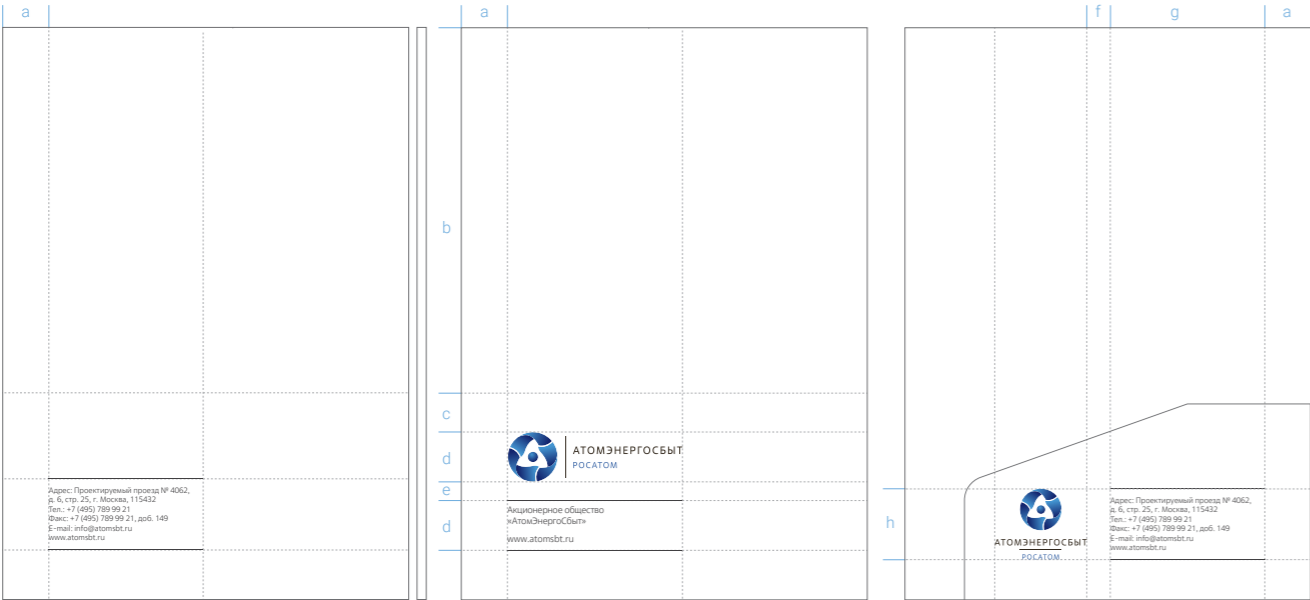 a
a
f
g
a
b
c
d
e
d
h
Адрес: Проектируемый проезд № 4062,
д. 6, стр. 25, г. Москва, 115432
Тел.: +7 (495) 789 99 21
Факс: +7 (495) 789 99 21, доб. 149
E-mail: info@atomsbt.ru
www.atomsbt.ru
АТОМЭНЕРГОСБЫТ
РОСАТОМ
Акционерное общество
«АтомЭнергоСбыт»
www.atomsbt.ru
АТОМЭНЕРГОСБЫТ
РОСАТОМ
Адрес: Проектируемый проезд № 4062,
д. 6, стр. 25, г. Москва, 115432
Тел.: +7 (495) 789 99 21
Факс: +7 (495) 789 99 21, доб. 149
E-mail: info@atomsbt.ru
www.atomsbt.ru